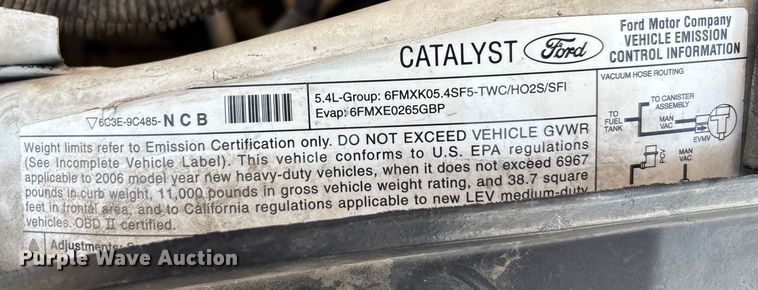 CATALYST Ford
Ford Motor Company
VEHICLE EMISSION
CONTROL INFORMATION
6C3E-9C485- NCB
5.4L-Group: 6FMXK05.4SF5-TWC/HO2S/SFI
Evap: 6FMXE0265GBP
VACUUM HOSE ROUTING
TO CANISTER
ASSEMBLY
TO
FUEL
TANK
MAN
VAC
EVMV
PCV
MAN
VAC
Weight limits refer to Emission Certification only. DO NOT EXCEED VEHICLE GVWR
(See Incomplete Vehicle Label). This vehicle conforms to U.S. EPA regulations
applicable to 2006 model year new heavy-duty vehicles, when it does not exceed 6967
pounds in curb weight, 11,000 pounds in gross vehicle weight rating, and 38.7 square
feet in frontal area, and to California regulations applicable to new LEV medium-duty
vehicles. OBD II certified.
Adjustments:
Purple Wave Auction